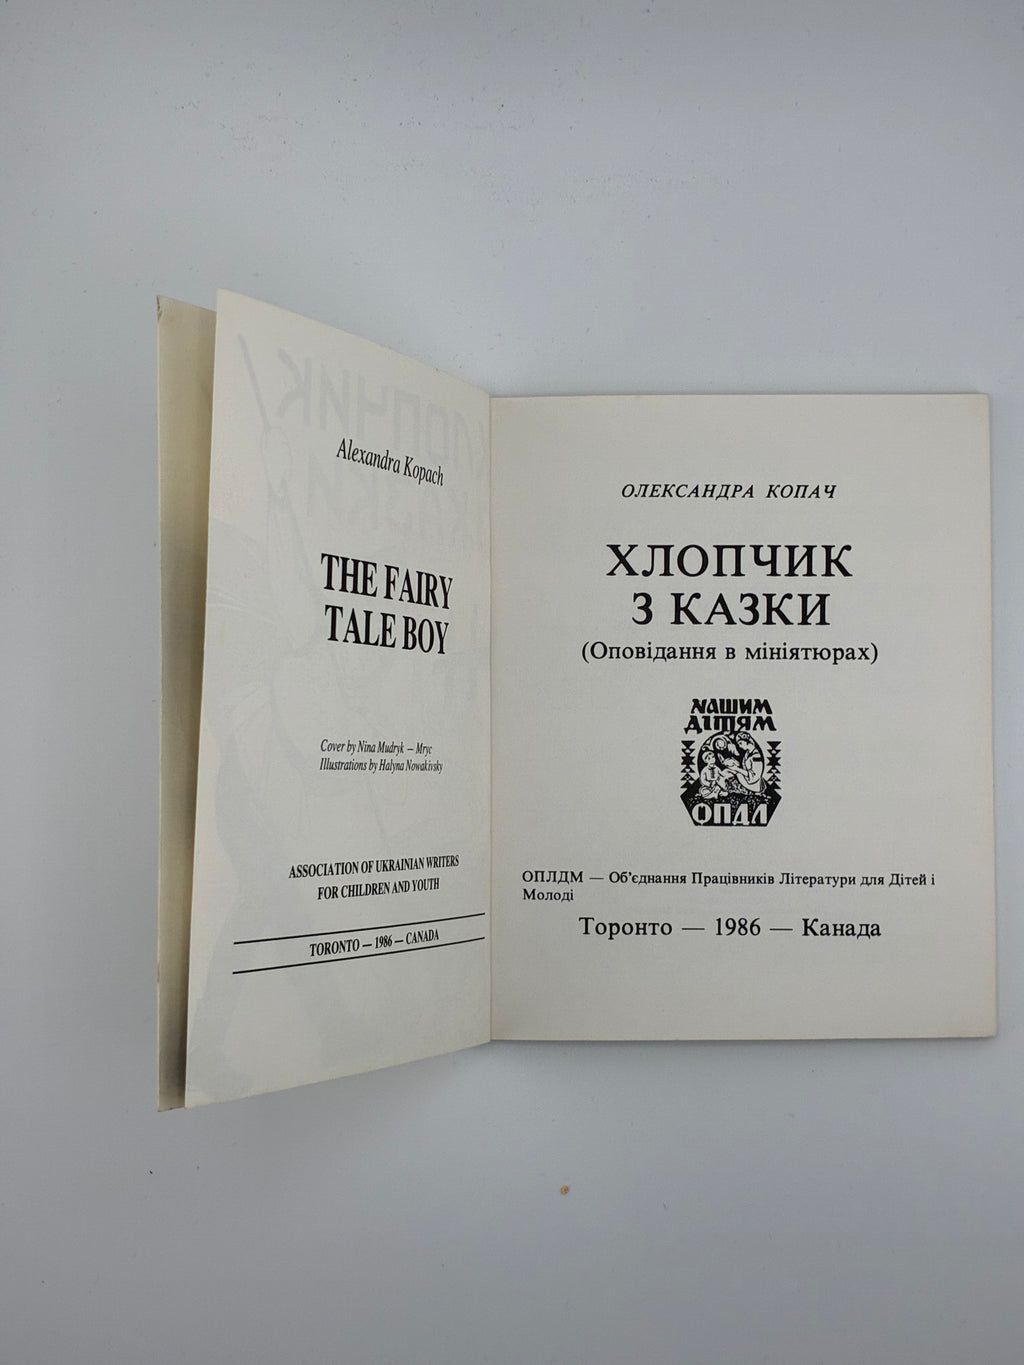 Alexandra Kopach
THE FAIRY
TALE BOY
Cover by Nina Mudryk – Mryc
Illustrations by Halyna Nowakivsky
ASSOCIATION OF UKRAINIAN WRITERS
FOR CHILDREN AND YOUTH
TORONTO — 1986 — CANADA
ОЛЕКСАНДРА КОПАЧ
ХЛОПЧИК
З КАЗКИ
(Оповідання в мініятюрах)
НАШИМ
ДІТЯМ
ОПДЛ
ОПЛДМ — Об'єднання Працівників Літератури для Дітей і
Молоді
Торонто — 1986 — Канада